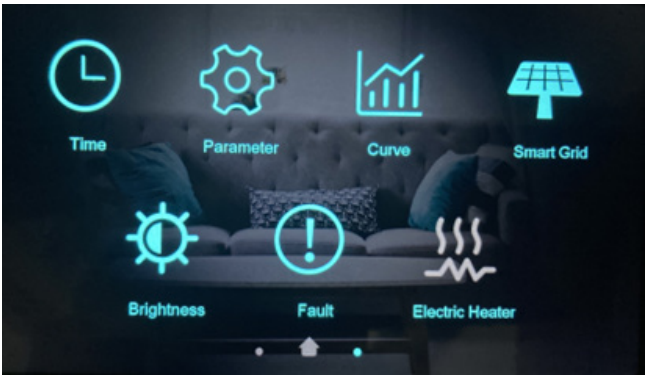 Time
Parameter
Curve
Smart Grid
Brightness
Fault
Electric Heater